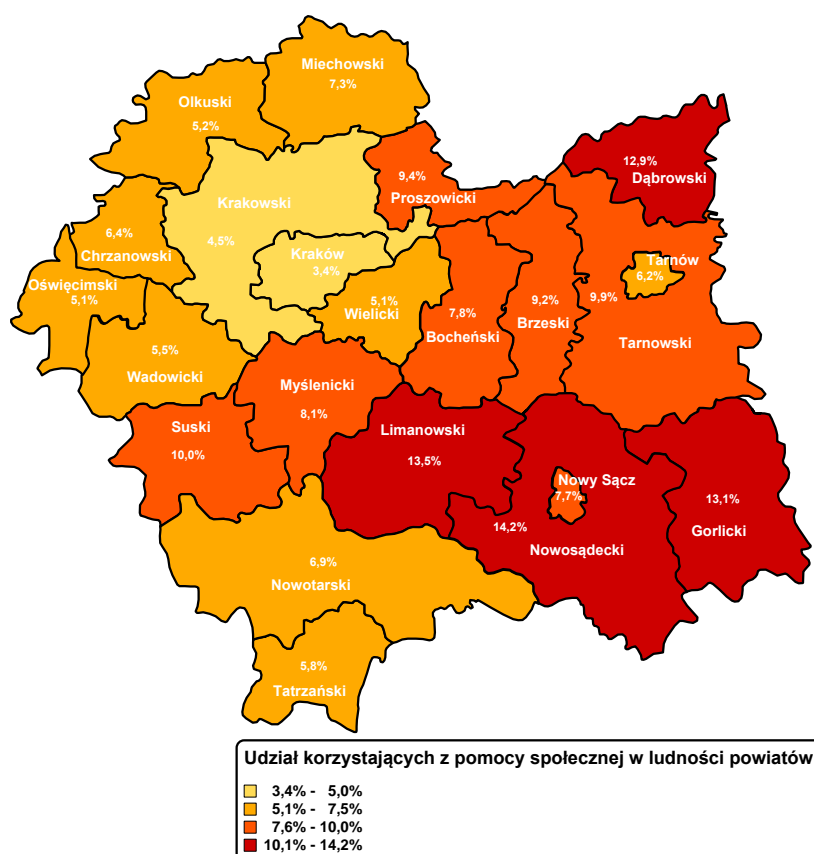 Miechowski
7,3%
Olkuski
5,2%
12,9%
Dąbrowski
9,4%
Proszowicki
Krakowski
4,5%
6,4%
Chrzanowski
Kraków
3,4%
Tarnów
6,2%
Oświęcimski
5,1%
5,1%
Wielicki
7,8%
Bocheński
9,2%
Brzeski
9,9%
Tarnowski
5,5%
Wadowicki
Myślenicki
8,1%
Suski
10,0%
Limanowski
13,5%
Nowy Sącz
7,7%
14,2%
Nowosądecki
13,1%
Gorlicki
6,9%
Nowotarski
5,8%
Tatrzański
Udział korzystających z pomocy społecznej w ludności powiatów
3,4% - 5,0%
5,1% - 7,5%
7,6% - 10,0%
10,1% - 14,2%